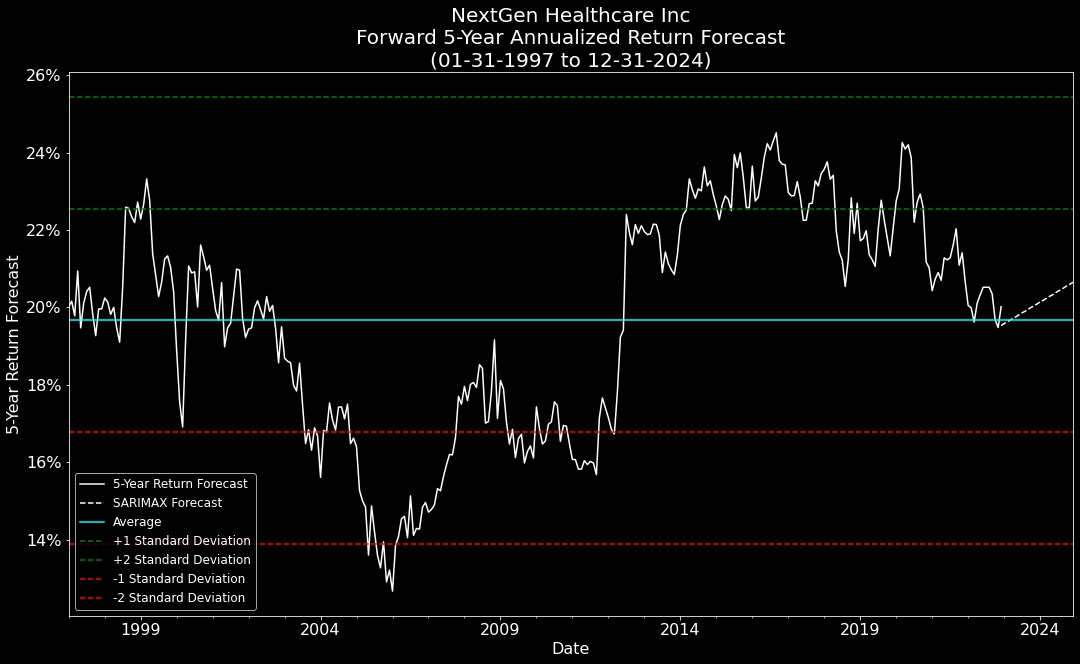 NextGen Healthcare Inc
Forward 5-Year Annualized Return Forecast
(01-31-1997 to 12-31-2024)
26%
24%
22%
20%
18%
16%
14%
5-Year Return Forecast
5-Year Return Forecast
SARIMAX Forecast
Average
+1 Standard Deviation
+2 Standard Deviation
-1 Standard Deviation
-2 Standard Deviation
1999 2004 2009 2014 2019 2024
Date